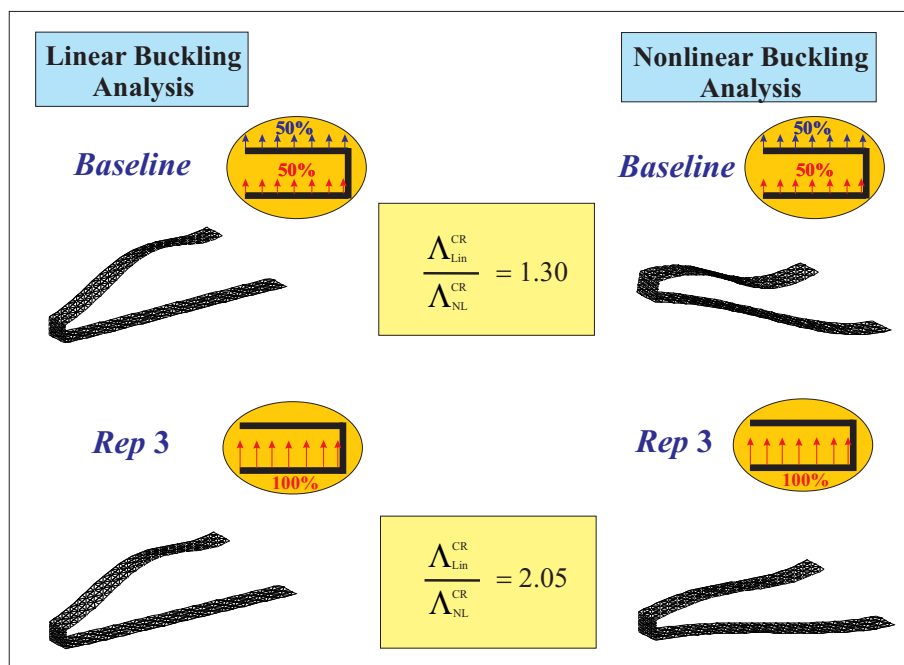 Linear Buckling
Analysis
Nonlinear Buckling
Analysis
50%
50%
Baseline
50%
50%
Baseline
Λ^CR_Lin / Λ^CR_NL = 1.30
Rep 3
100%
Rep 3
100%
Λ^CR_Lin / Λ^CR_NL = 2.05